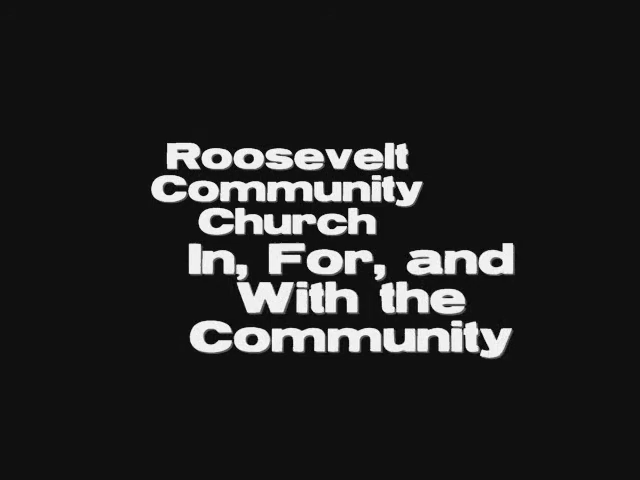 Roosevelt
Community
Church
In, For, and
With the
Community